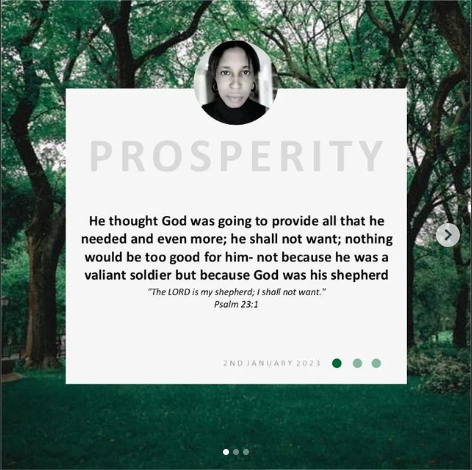 PROSPERITY
He thought God was going to provide all that he
needed and even more; he shall not want; nothing
would be too good for him- not because he was a
valiant soldier but because God was his shepherd
"The LORD is my shepherd; I shall not want."
Psalm 23:1
2ND JANUARY 2023